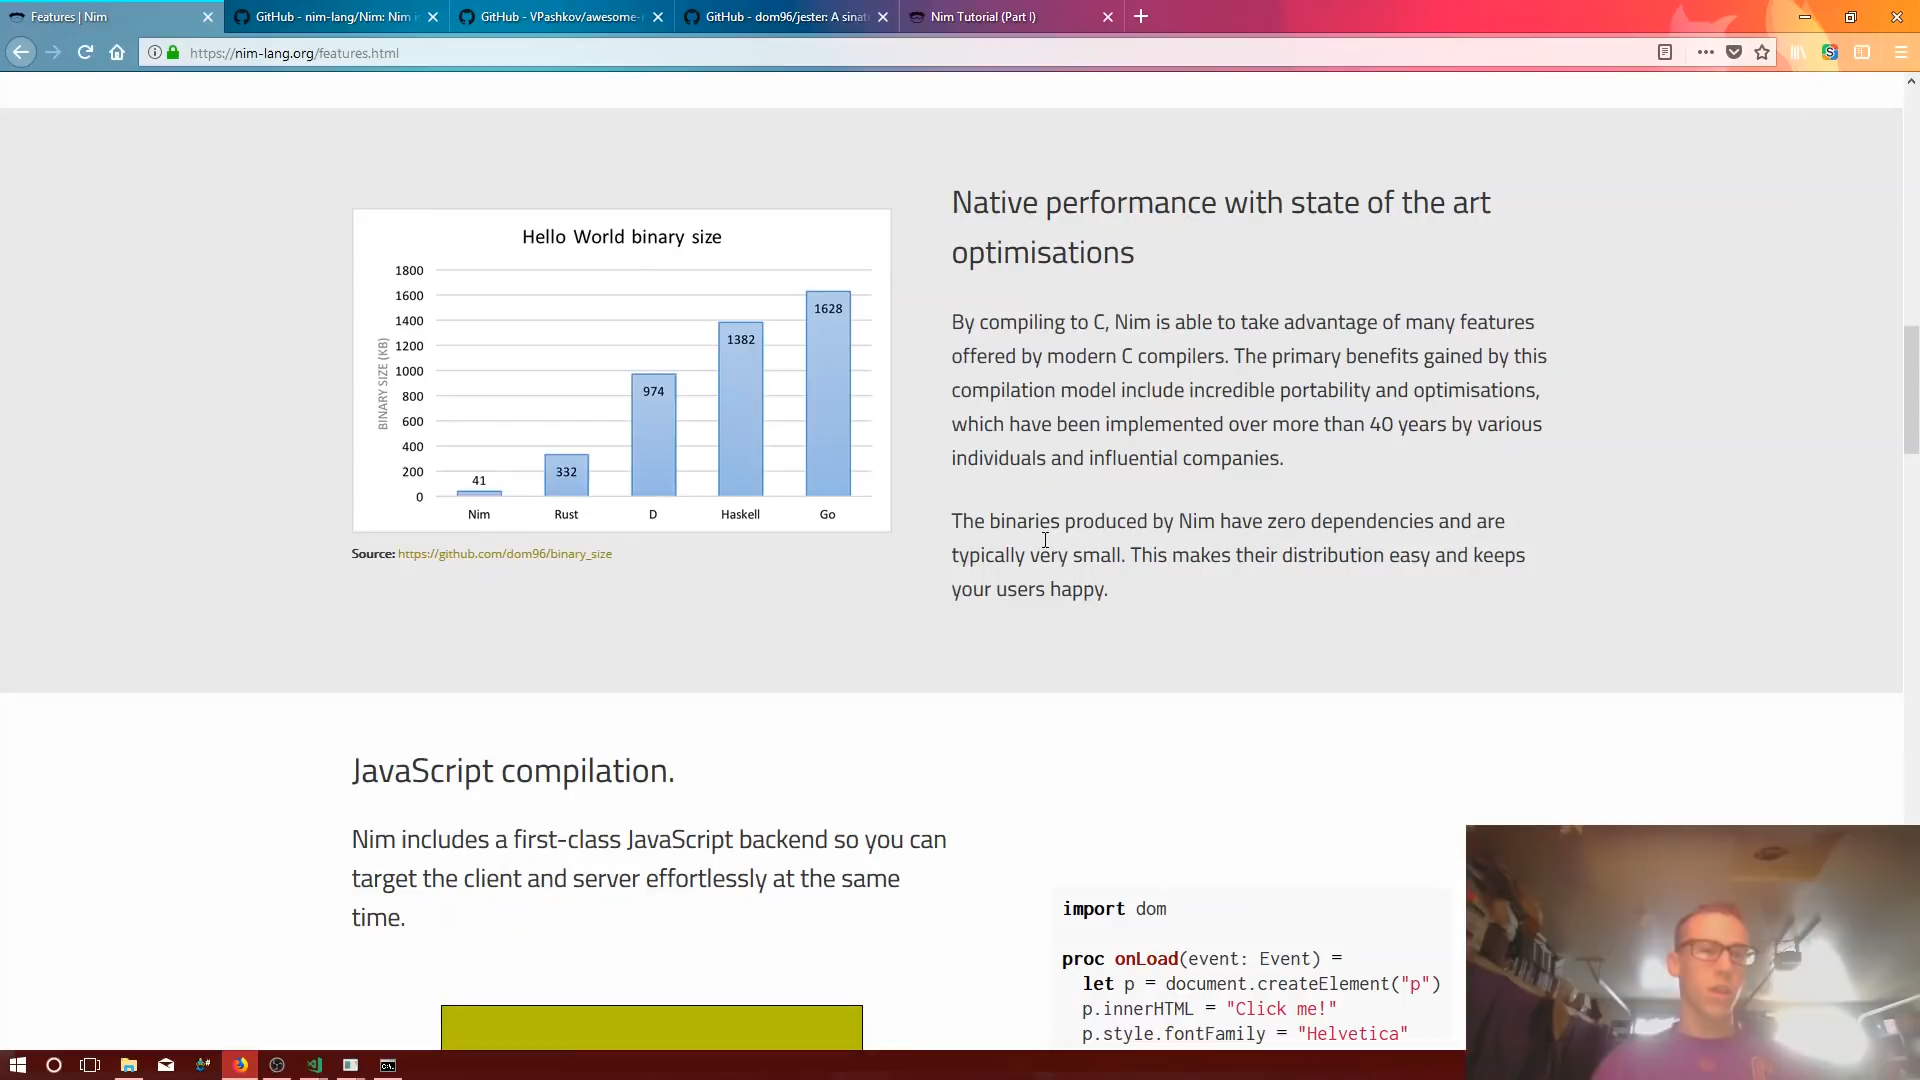 Features | Nim
GitHub - nim-lang/Nim: Nim i
GitHub - VPashkov/awesome-
GitHub - dom96/jester: A sinat
Nim Tutorial (Part I)
https://nim-lang.org/features.html
Hello World binary size
BINARY SIZE (KB)
1800
1600
1400
1200
1000
800
600
400
200
0
41
332
974
1382
1628
Nim
Rust
D
Haskell
Go
Source: https://github.com/dom96/binary_size
Native performance with state of the art
optimisations
By compiling to C, Nim is able to take advantage of many features
offered by modern C compilers. The primary benefits gained by this
compilation model include incredible portability and optimisations,
which have been implemented over more than 40 years by various
individuals and influential companies.
The binaries produced by Nim have zero dependencies and are
typically very small. This makes their distribution easy and keeps
your users happy.
JavaScript compilation.
Nim includes a first-class JavaScript backend so you can
target the client and server effortlessly at the same
time.
import dom
proc onLoad(event: Event) =
let p = document.createElement("p")
p.innerHTML = "Click me!"
p.style.fontFamily = "Helvetica"